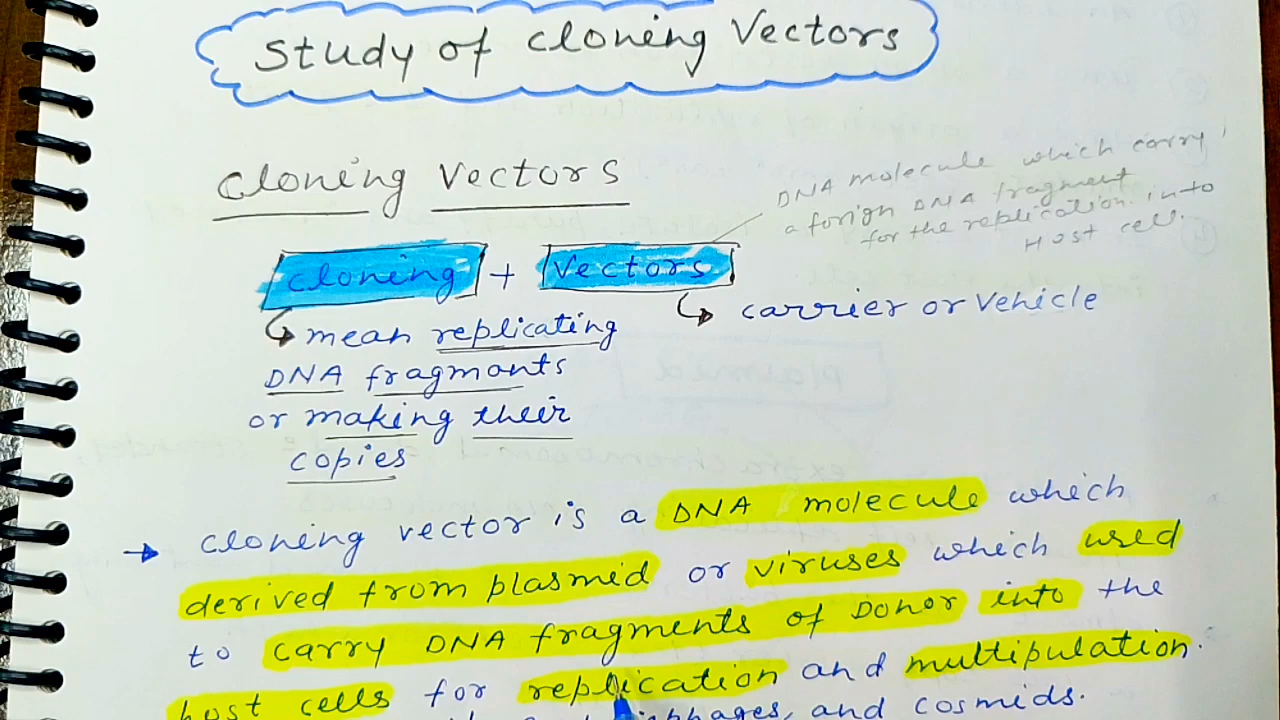 Study of cloning vectors
cloning vectors
DNA molecule which carry
a forign DNA fragment
for the replication into
Host cell.
cloning + vectors
carrier or vehicle
mean replicating
DNA fragmants
or making their
copies
→ cloning vector is a DNA molecule which
derived from plasmid or viruses which used
to carry DNA fragments of Donor into the
host cells for replication and multipulation.
and cosmids.